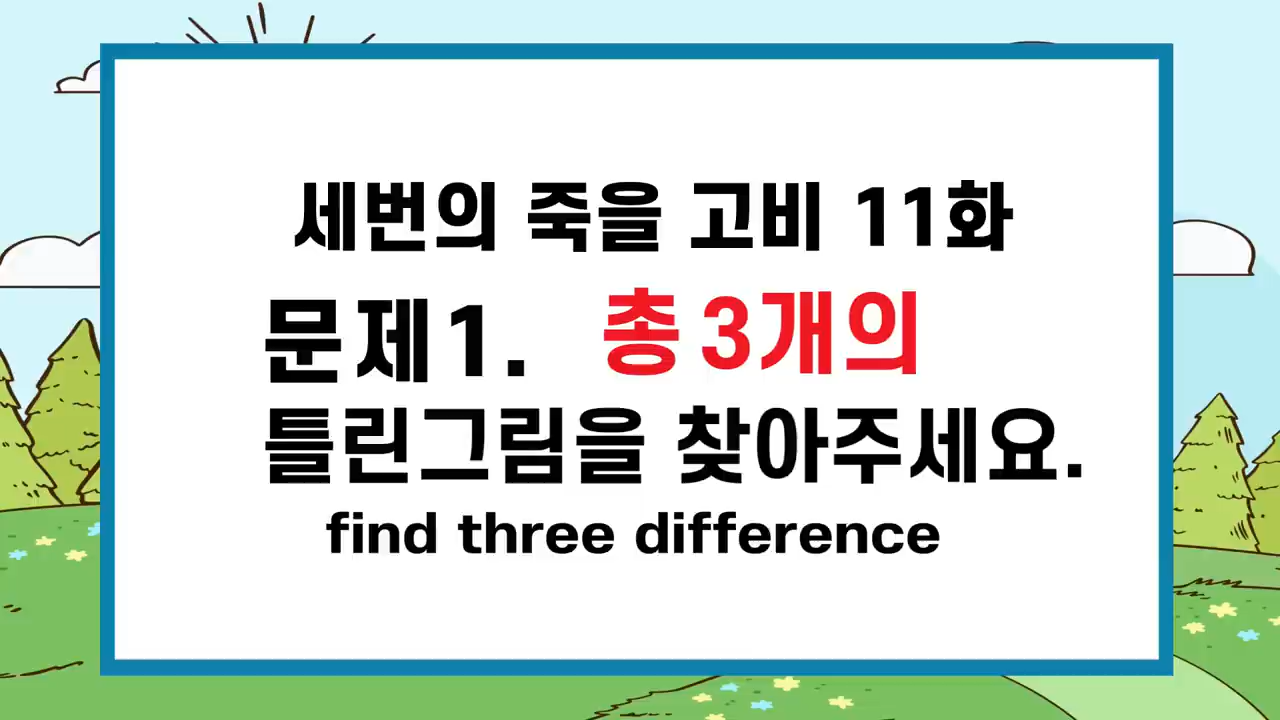 세번의 죽을 고비 11화
문제1. 총 3개의
틀린그림을 찾아주세요.
find three difference